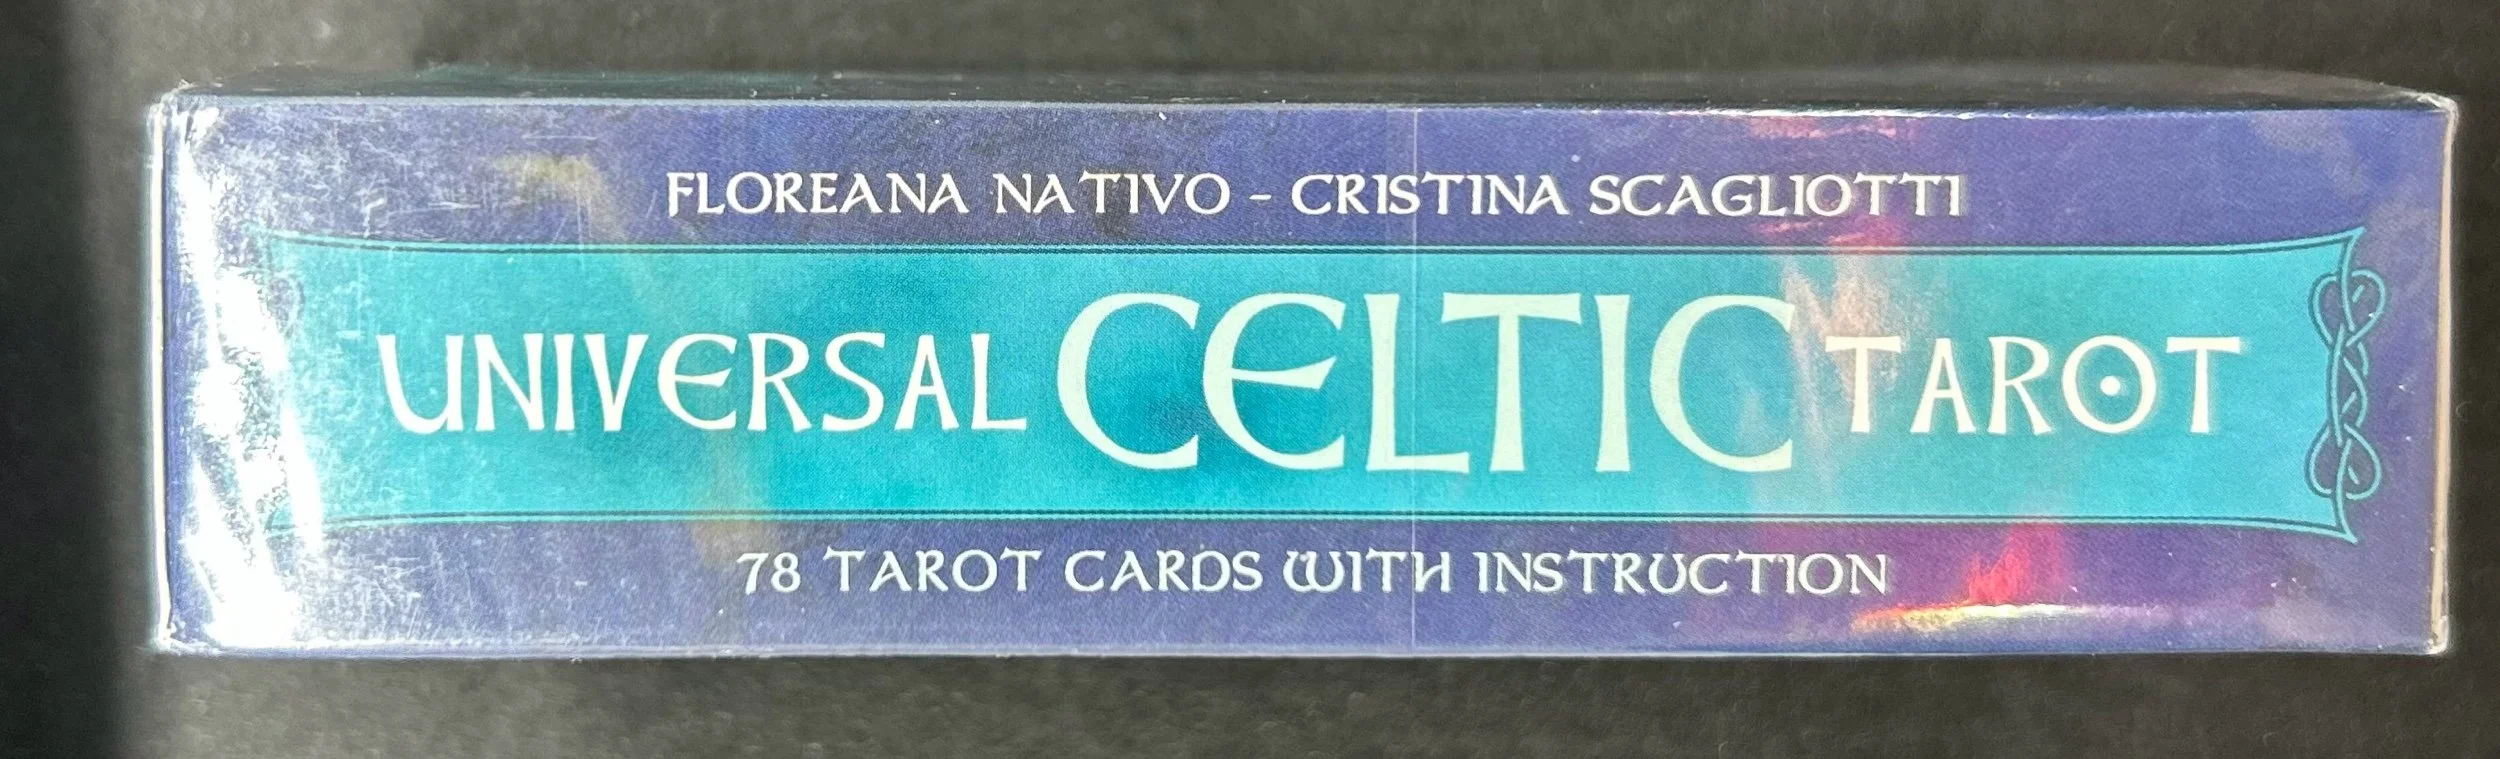 FLOREANA NATIVO - CRISTINA SCAGLIOTTI
UNIVERSAL CELTIC TAROT
78 TAROT CARDS WITH INSTRUCTION